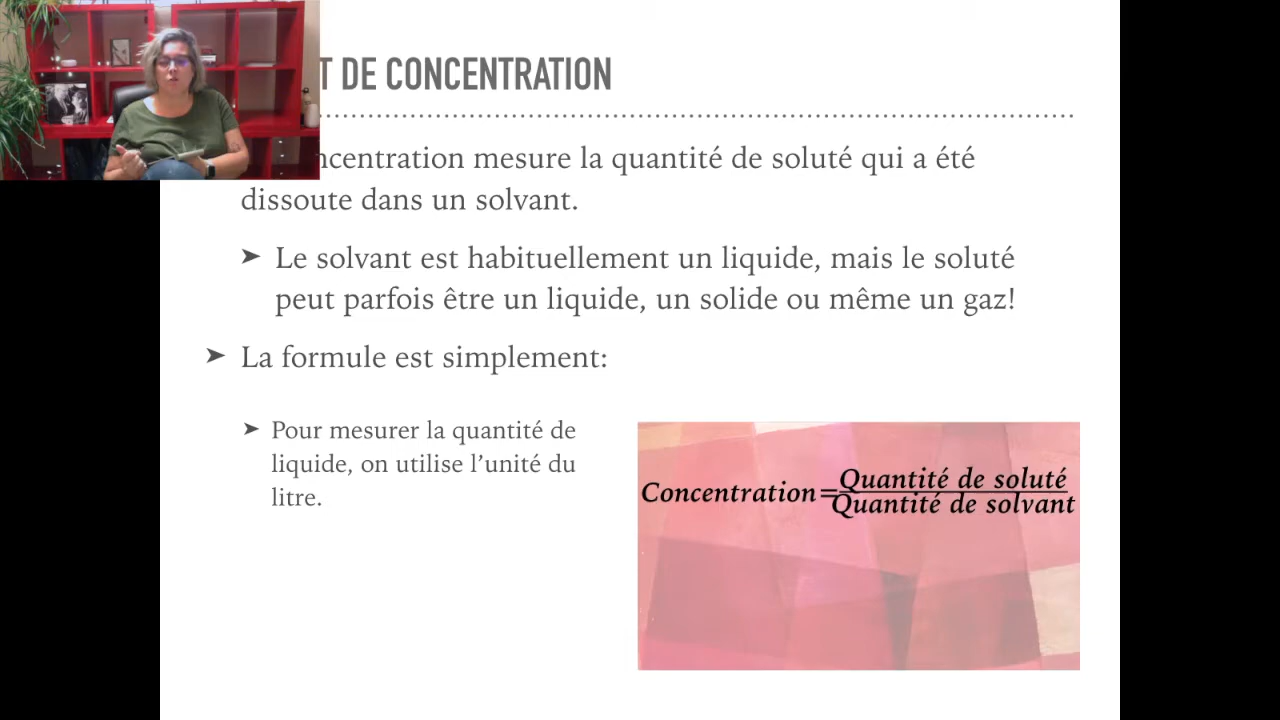 T DE CONCENTRATION
ncentration mesure la quantité de soluté qui a été
dissoute dans un solvant.
➤ Le solvant est habituellement un liquide, mais le soluté
peut parfois être un liquide, un solide ou même un gaz!
➤ La formule est simplement:
➤ Pour mesurer la quantité de
liquide, on utilise l’unité du
litre.
Concentration=Quantité de soluté
Quantité de solvant